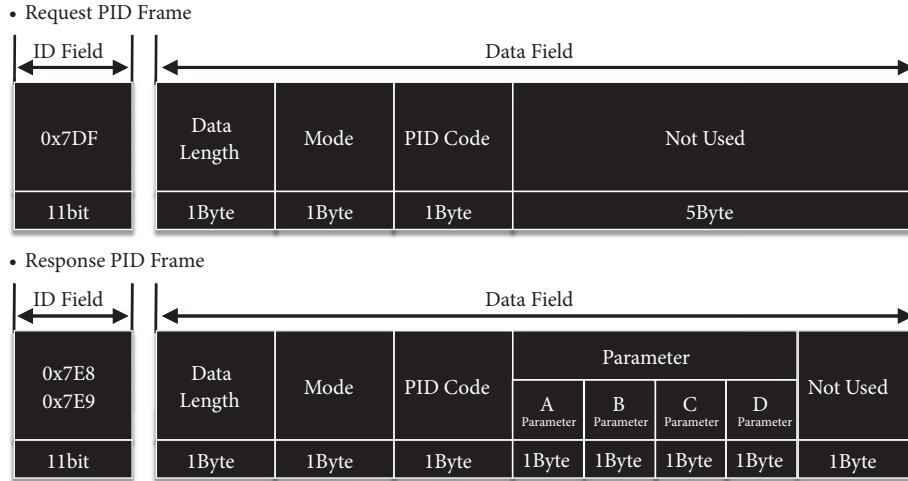 • Request PID Frame
ID Field
Data Field
0x7DF
Data
Length
Mode
PID Code
Not Used
11bit
1Byte
1Byte
1Byte
5Byte
• Response PID Frame
ID Field
Data Field
0x7E8
0x7E9
Data
Length
Mode
PID Code
Parameter
A
Parameter
B
Parameter
C
Parameter
D
Parameter
Not Used
11bit
1Byte
1Byte
1Byte
1Byte
1Byte
1Byte
1Byte
1Byte